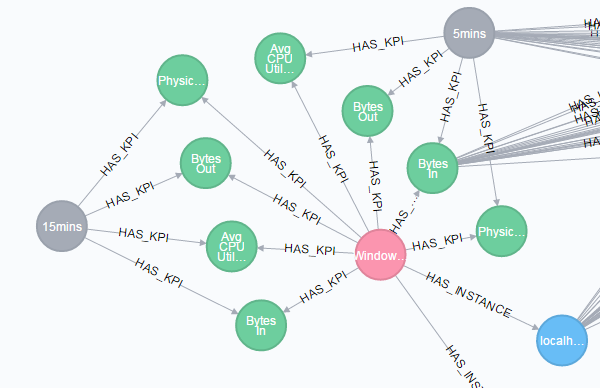 5mins
HAS_
HAS_KPI
Avg
CPU
Util...
Physic...
HAS_KPI
HAS_KPI
HAS_KPI
Bytes
Out
HAS_KPI
HAS_KPI
HAS_KPI
HAS_KPI
Bytes
Out
HAS_KPI
Bytes
In
HAS_KPI
HAS_KPI
HAS_...
15mins
HAS_KPI
Avg
CPU
Util...
HAS_KPI
Window...
HAS_KPI
Physic...
HAS_KPI
HAS_KPI
HAS_INSTANCE
Bytes
In
localh...
HAS_INS